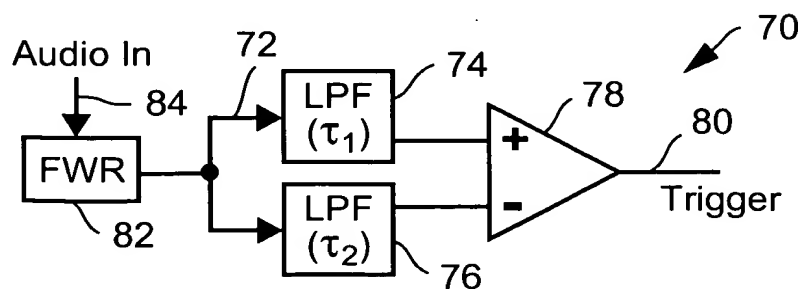 70
Audio In
72
74
84
LPF
(τ1)
78
80
+
FWR
-
Trigger
82
LPF
(τ2)
76